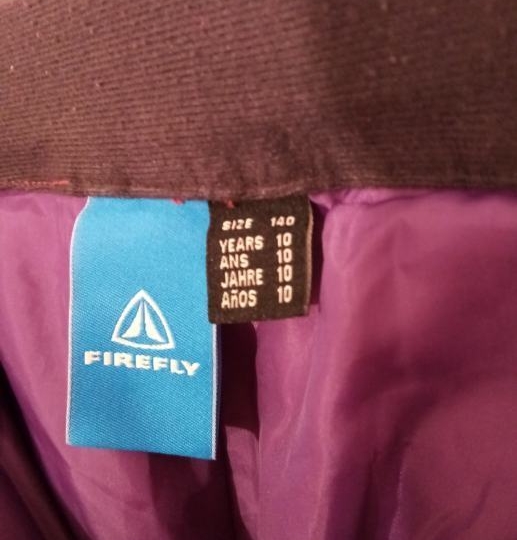 FIREFLY
SIZE 140
YEARS 10
ANS 10
JAHRE 10
AñOS 10